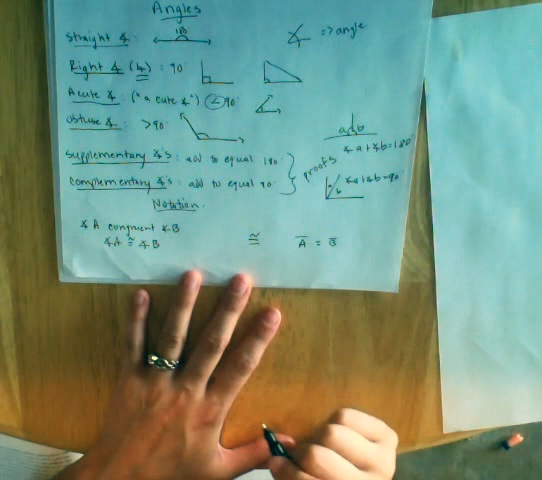 Angles
straight ∡: 180
∡ => angle
Right ∡ (L) : 90
Acute ∡: ("a cute ∡") < 90
obtuse ∡: > 90
a b
∡a + ∡b = 180
supplementary ∡'s: add to equal 180
complementary ∡'s: add to equal 90
proofs
b
∡a + ∡b = 90
Notation
∡A congruent ∡B
∡A ≅ ∡B ≅ A = B